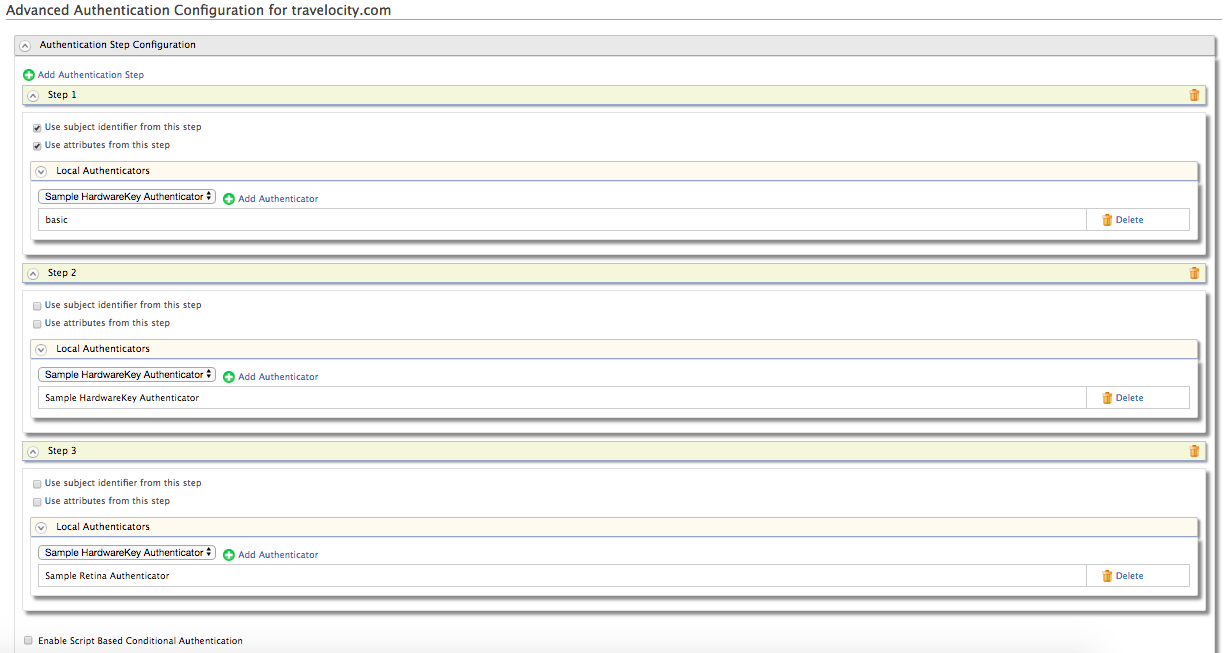 Advanced Authentication Configuration for travelocity.com
Authentication Step Configuration
Add Authentication Step
Step 1
Use subject identifier from this step
Use attributes from this step
Local Authenticators
Sample HardwareKey Authenticator Add Authenticator
basic Delete
Step 2
Use subject identifier from this step
Use attributes from this step
Local Authenticators
Sample HardwareKey Authenticator Add Authenticator
Sample HardwareKey Authenticator Delete
Step 3
Use subject identifier from this step
Use attributes from this step
Local Authenticators
Sample HardwareKey Authenticator Add Authenticator
Sample Retina Authenticator Delete
Enable Script Based Conditional Authentication